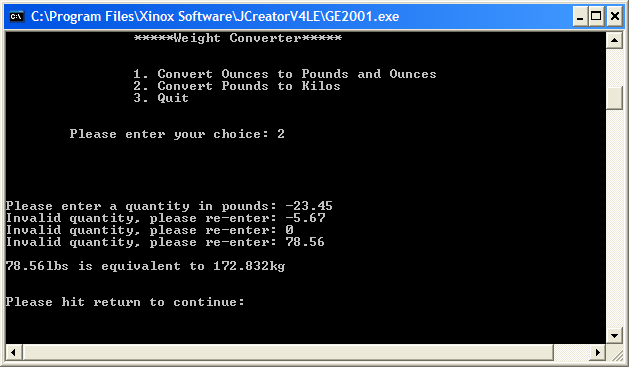 C:\Program Files\Xinox Software\JCreatorV4LE\GE2001.exe
*****Weight Converter*****
1. Convert Ounces to Pounds and Ounces
2. Convert Pounds to Kilos
3. Quit
Please enter your choice: 2
Please enter a quantity in pounds: -23.45
Invalid quantity, please re-enter: -5.67
Invalid quantity, please re-enter: 0
Invalid quantity, please re-enter: 78.56
78.56lbs is equivalent to 172.832kg
Please hit return to continue: